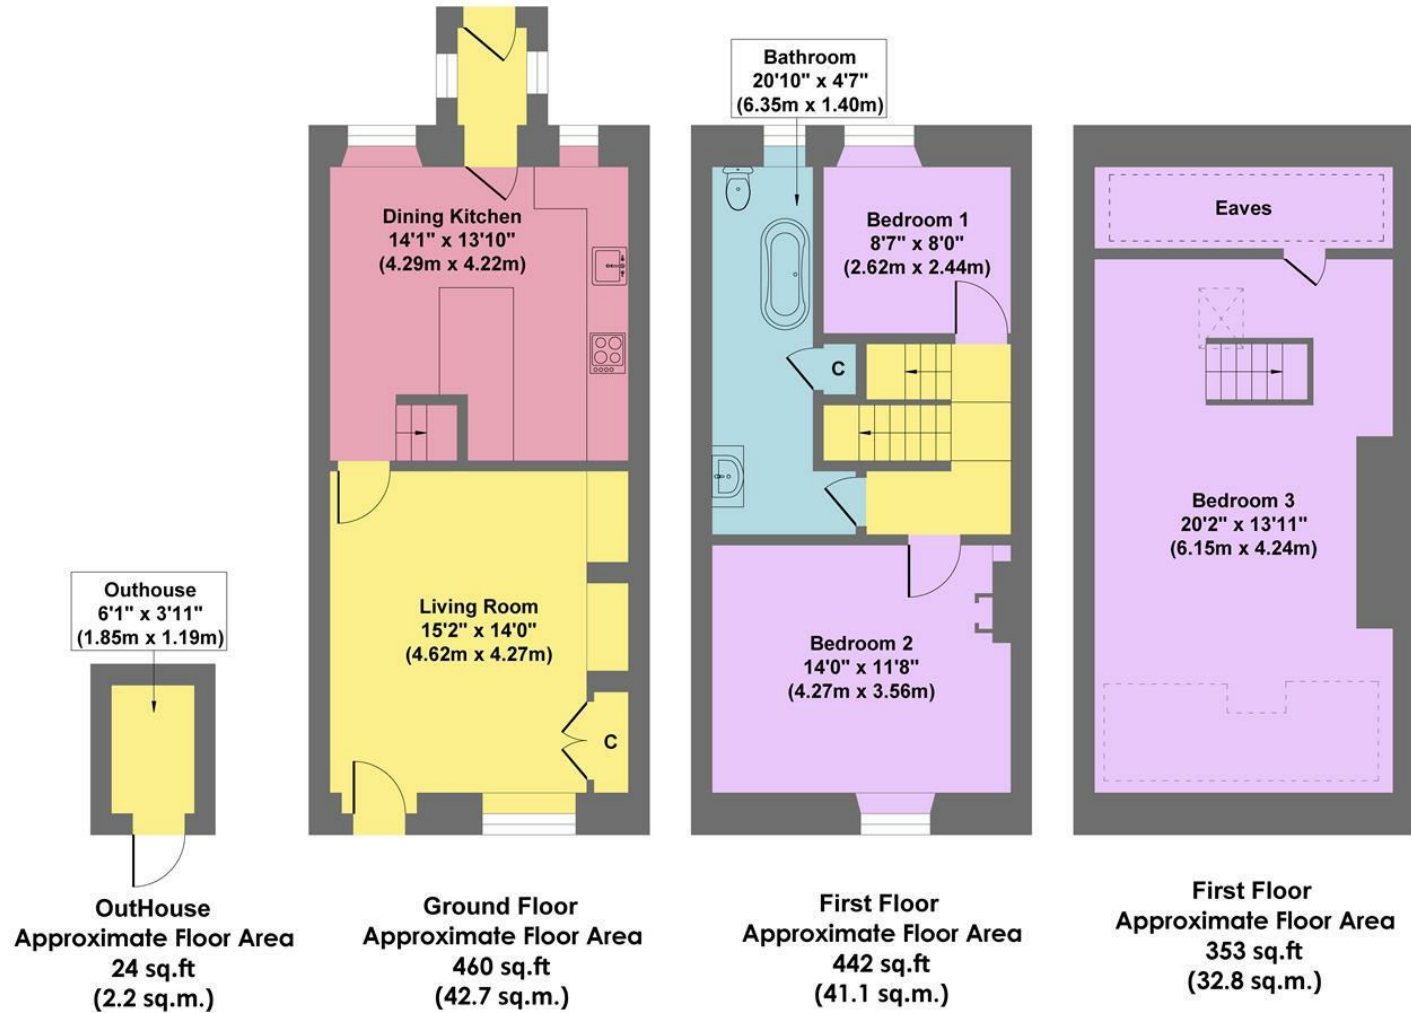 Bathroom
20'10" x 4'7"
(6.35m x 1.40m)
Dining Kitchen
14'1" x 13'10"
(4.29m x 4.22m)
Bedroom 1
8'7" x 8'0"
(2.62m x 2.44m)
Eaves
C
Bedroom 3
20'2" x 13'11"
(6.15m x 4.24m)
Outhouse
6'1" x 3'11"
(1.85m x 1.19m)
Living Room
15'2" x 14'0"
(4.62m x 4.27m)
Bedroom 2
14'0" x 11'8"
(4.27m x 3.56m)
C
OutHouse
Approximate Floor Area
24 sq.ft
(2.2 sq.m.)
Ground Floor
Approximate Floor Area
460 sq.ft
(42.7 sq.m.)
First Floor
Approximate Floor Area
442 sq.ft
(41.1 sq.m.)
First Floor
Approximate Floor Area
353 sq.ft
(32.8 sq.m.)